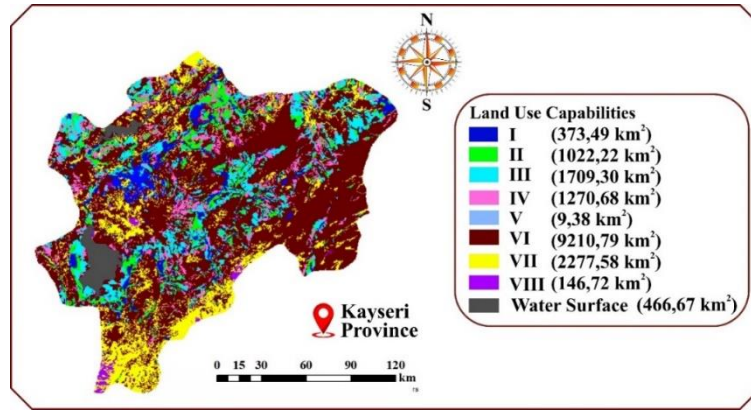 N
S
Land Use Capabilities
I (373,49 km²)
II (1022,22 km²)
III (1709,30 km²)
IV (1270,68 km²)
V (9,38 km²)
VI (9210,79 km²)
VII (2277,58 km²)
VIII (146,72 km²)
Water Surface (466,67 km²)
Kayseri
Province
0 15 30 60 90 120
km